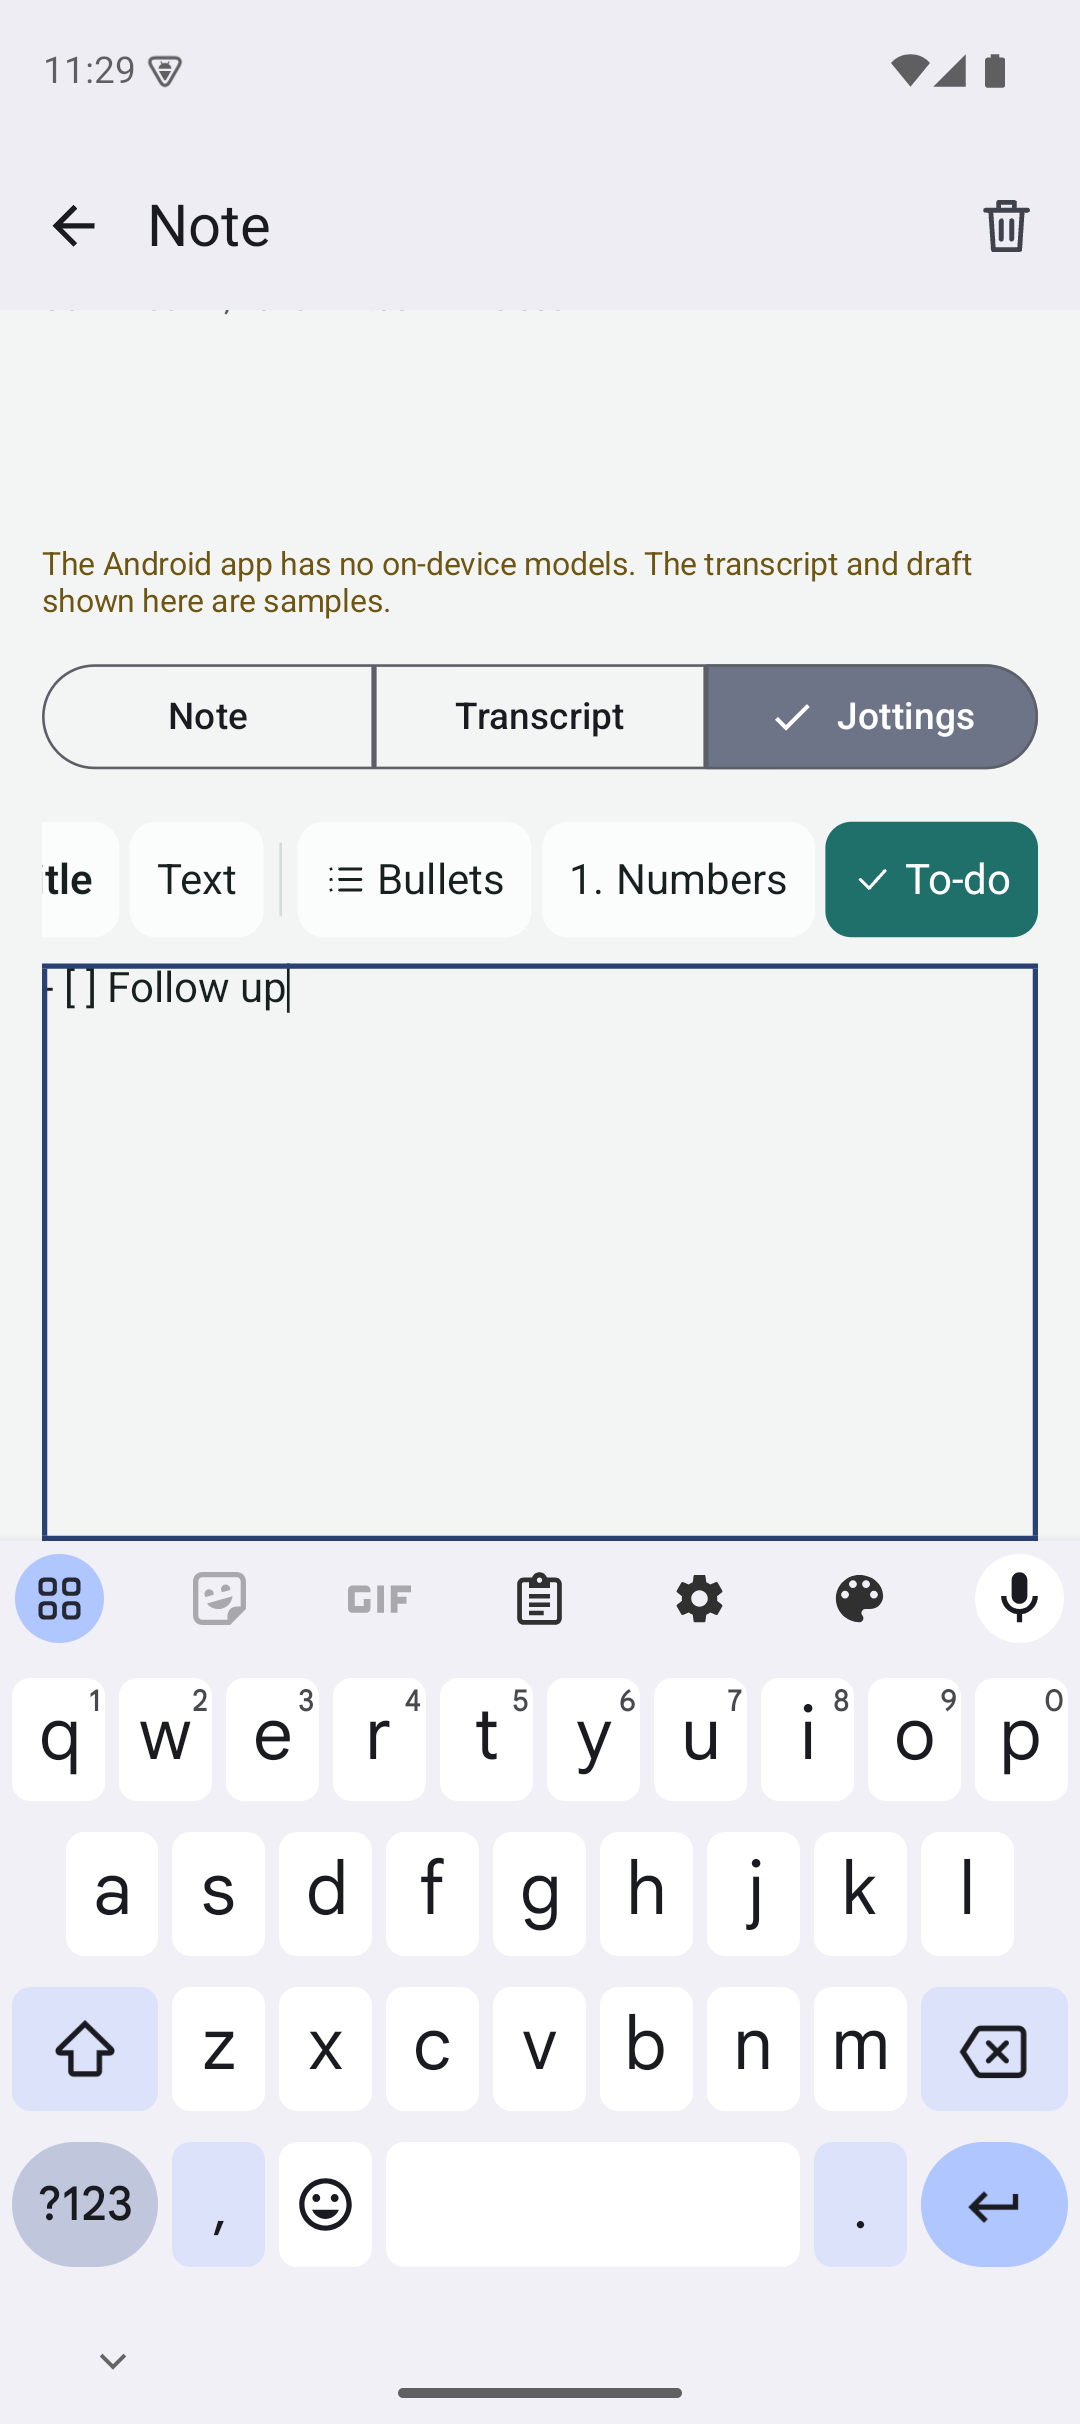 11:29
Note
The Android app has no on-device models. The transcript and draft
shown here are samples.
Note Transcript Jottings
tle Text Bullets 1. Numbers To-do
- [ ] Follow up
GIF
q 1 w 2 e 3 r 4 t 5 y 6 u 7 i 8 o 9 p 0
a s d f g h j k l
z x c v b n m
?123 , .